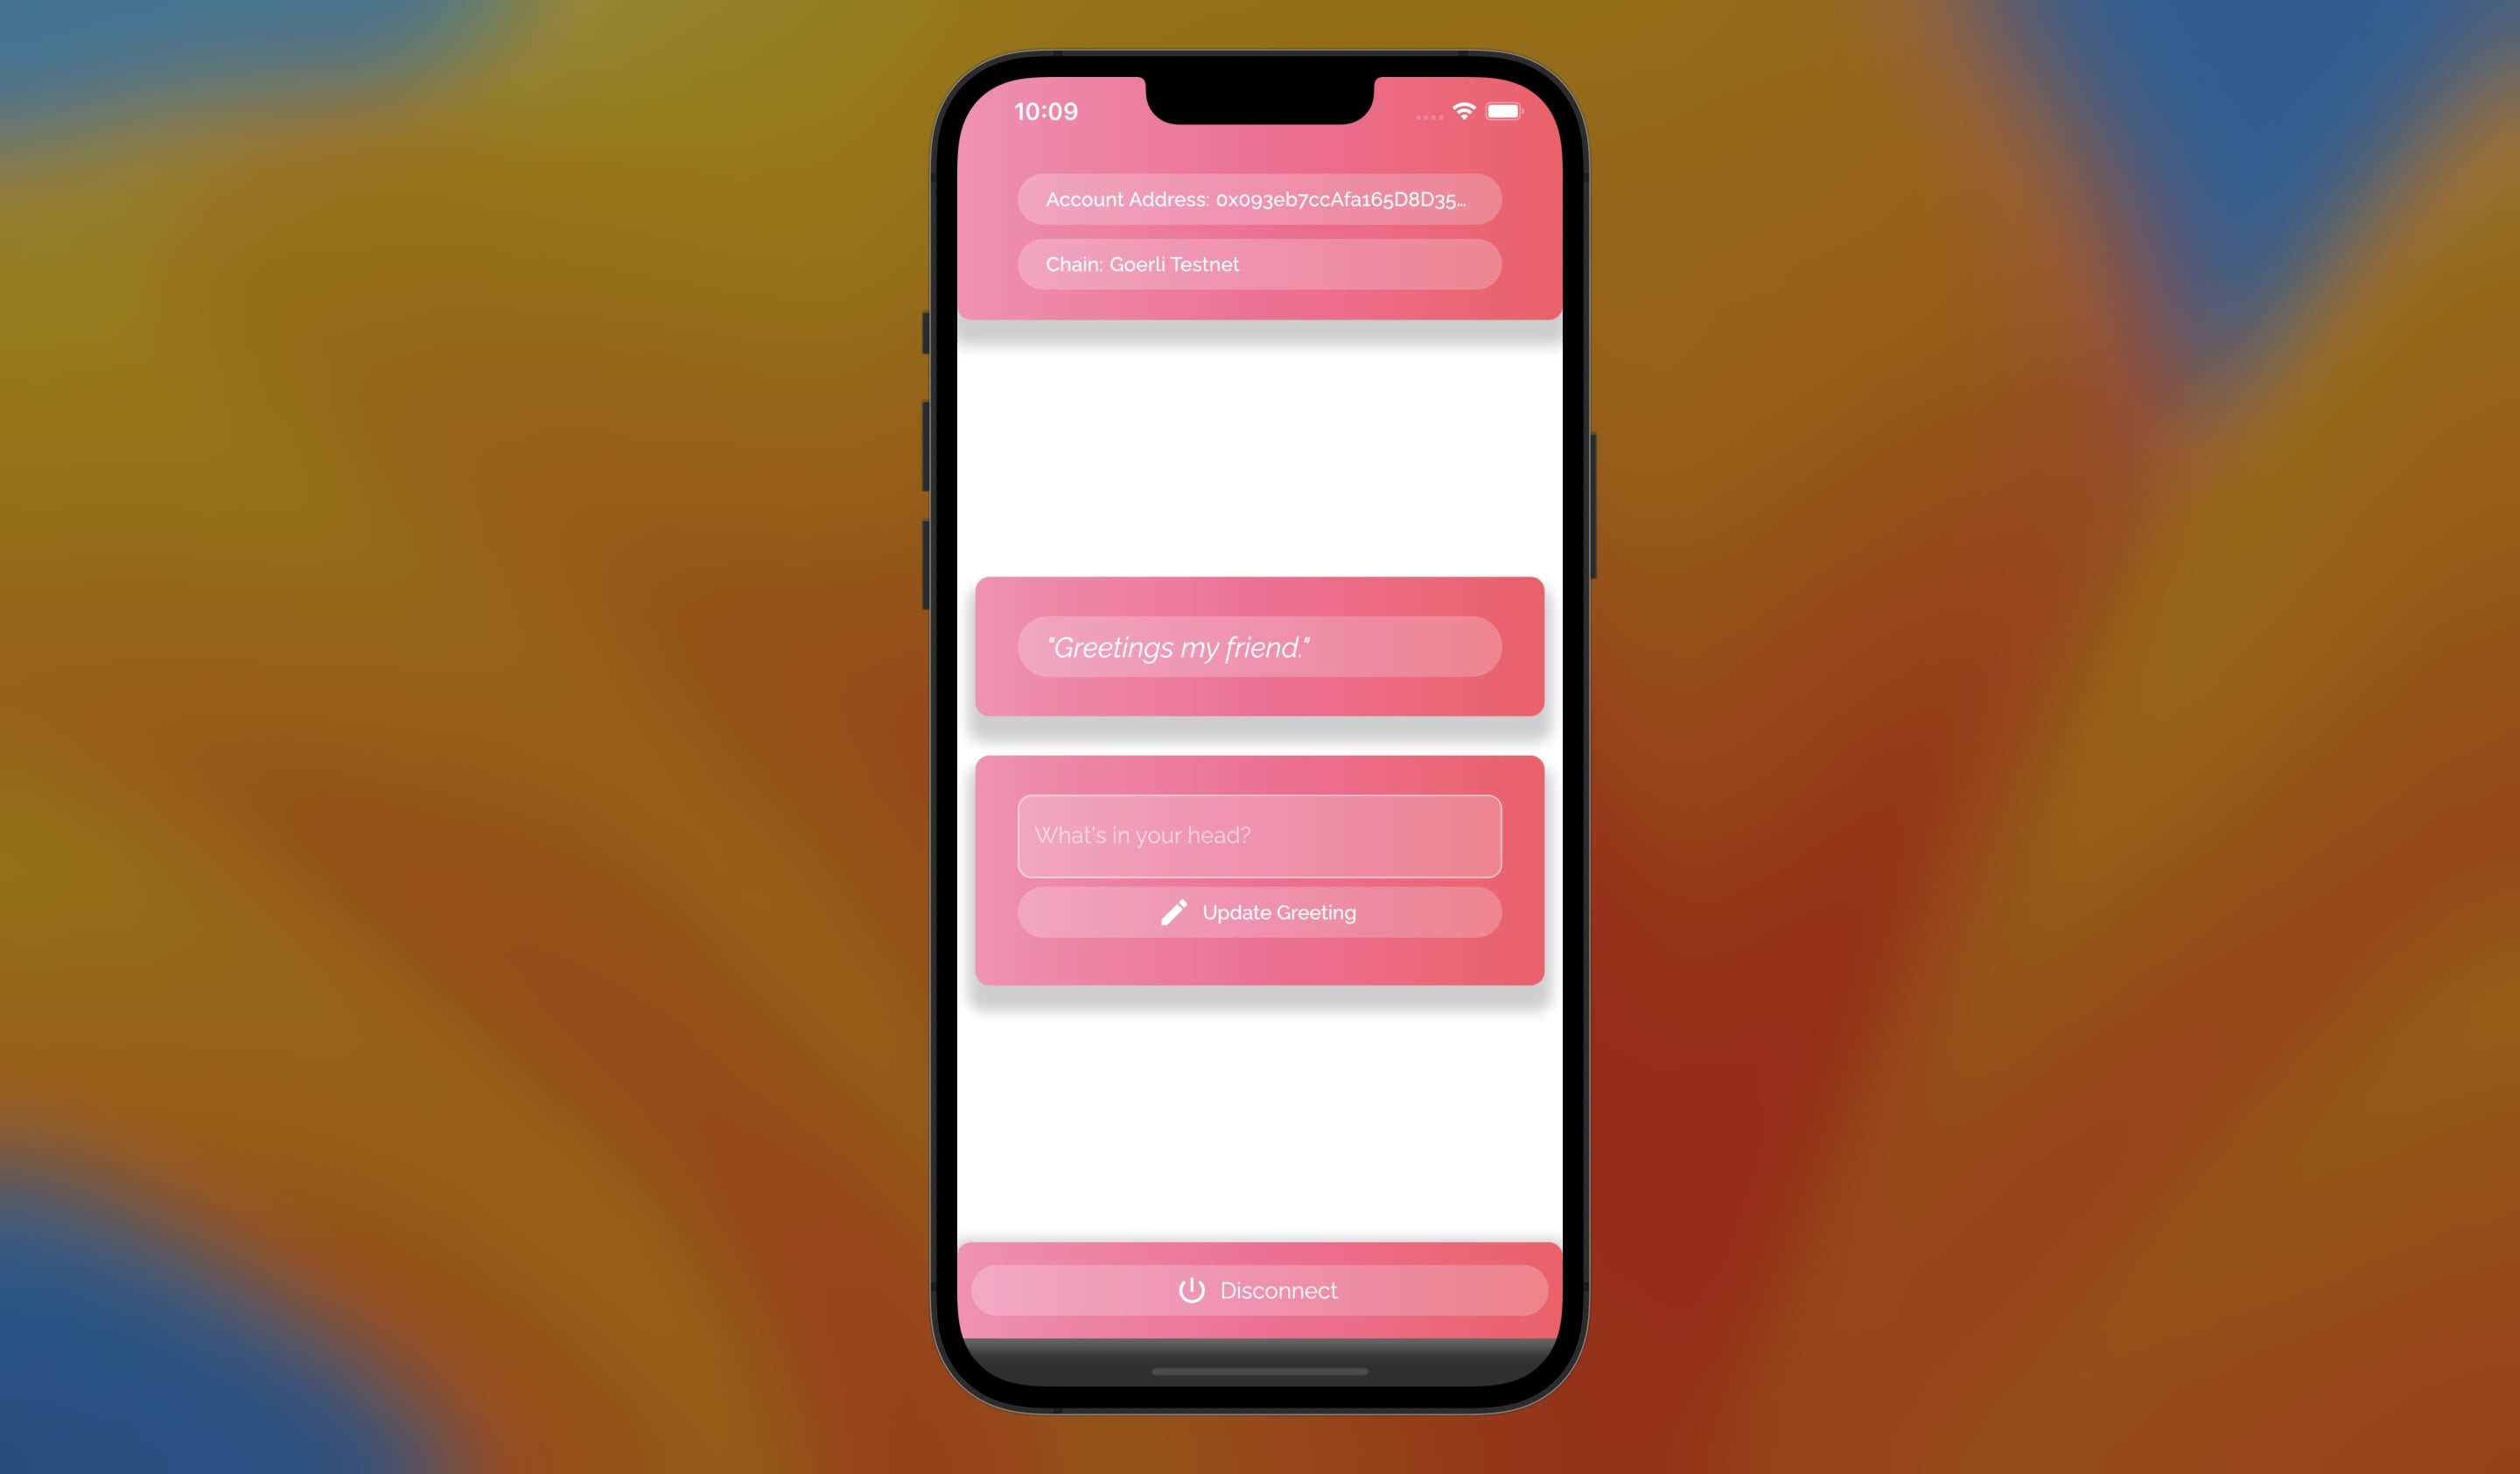 10:09
Account Address: 0x093eb7ccAfa165D8D35...
Chain: Goerli Testnet
"Greetings my friend."
What's in your head?
Update Greeting
Disconnect